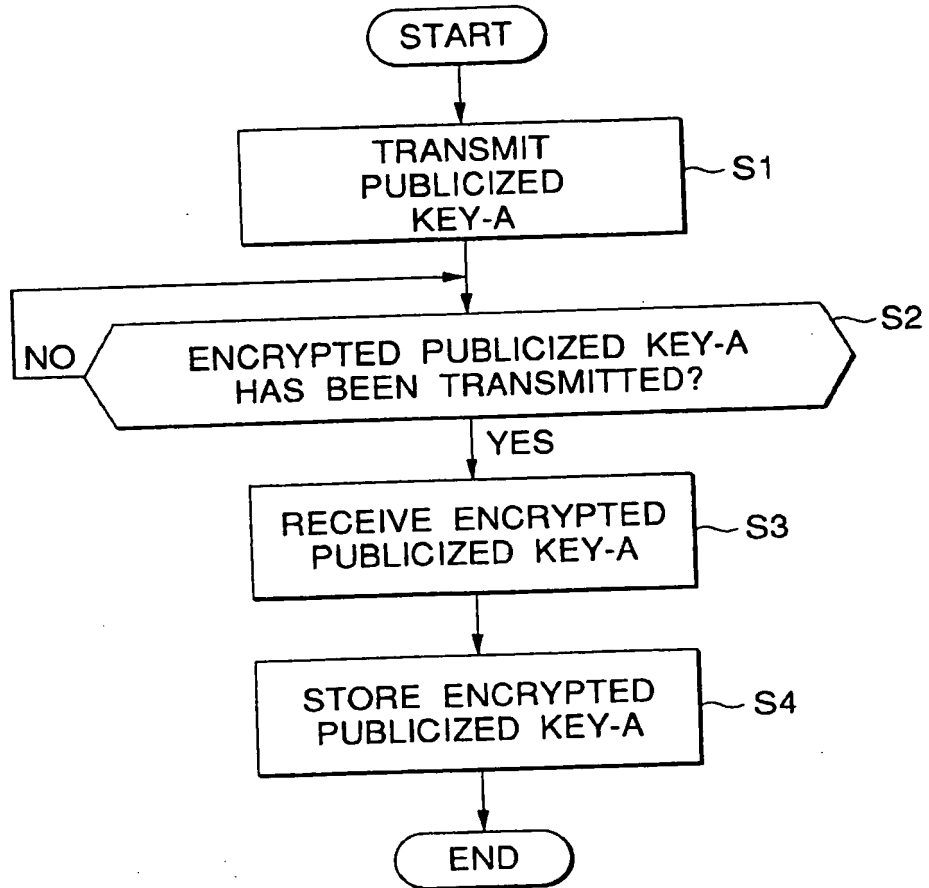 START
TRANSMIT
PUBLICIZED
KEY-A
S1
NO
ENCRYPTED PUBLICIZED KEY-A
HAS BEEN TRANSMITTED?
S2
YES
RECEIVE ENCRYPTED
PUBLICIZED KEY-A
S3
STORE ENCRYPTED
PUBLICIZED KEY-A
S4
END